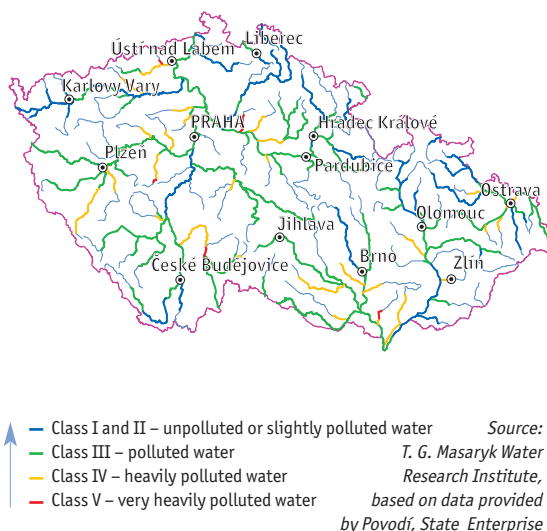 Liberec
Ústí nad Labem
Karlowy Vary
PRAHA
Hradec Králové
Plzeň
Pardubice
Ostrava
Olomouc
Jihlava
České Budějovice
Brno
Zlín
Class I and II – unpolluted or slightly polluted water
Class III – polluted water
Class IV – heavily polluted water
Class V – very heavily polluted water
Source:
T. G. Masaryk Water
Research Institute,
based on data provided
by Povodí, State Enterprise